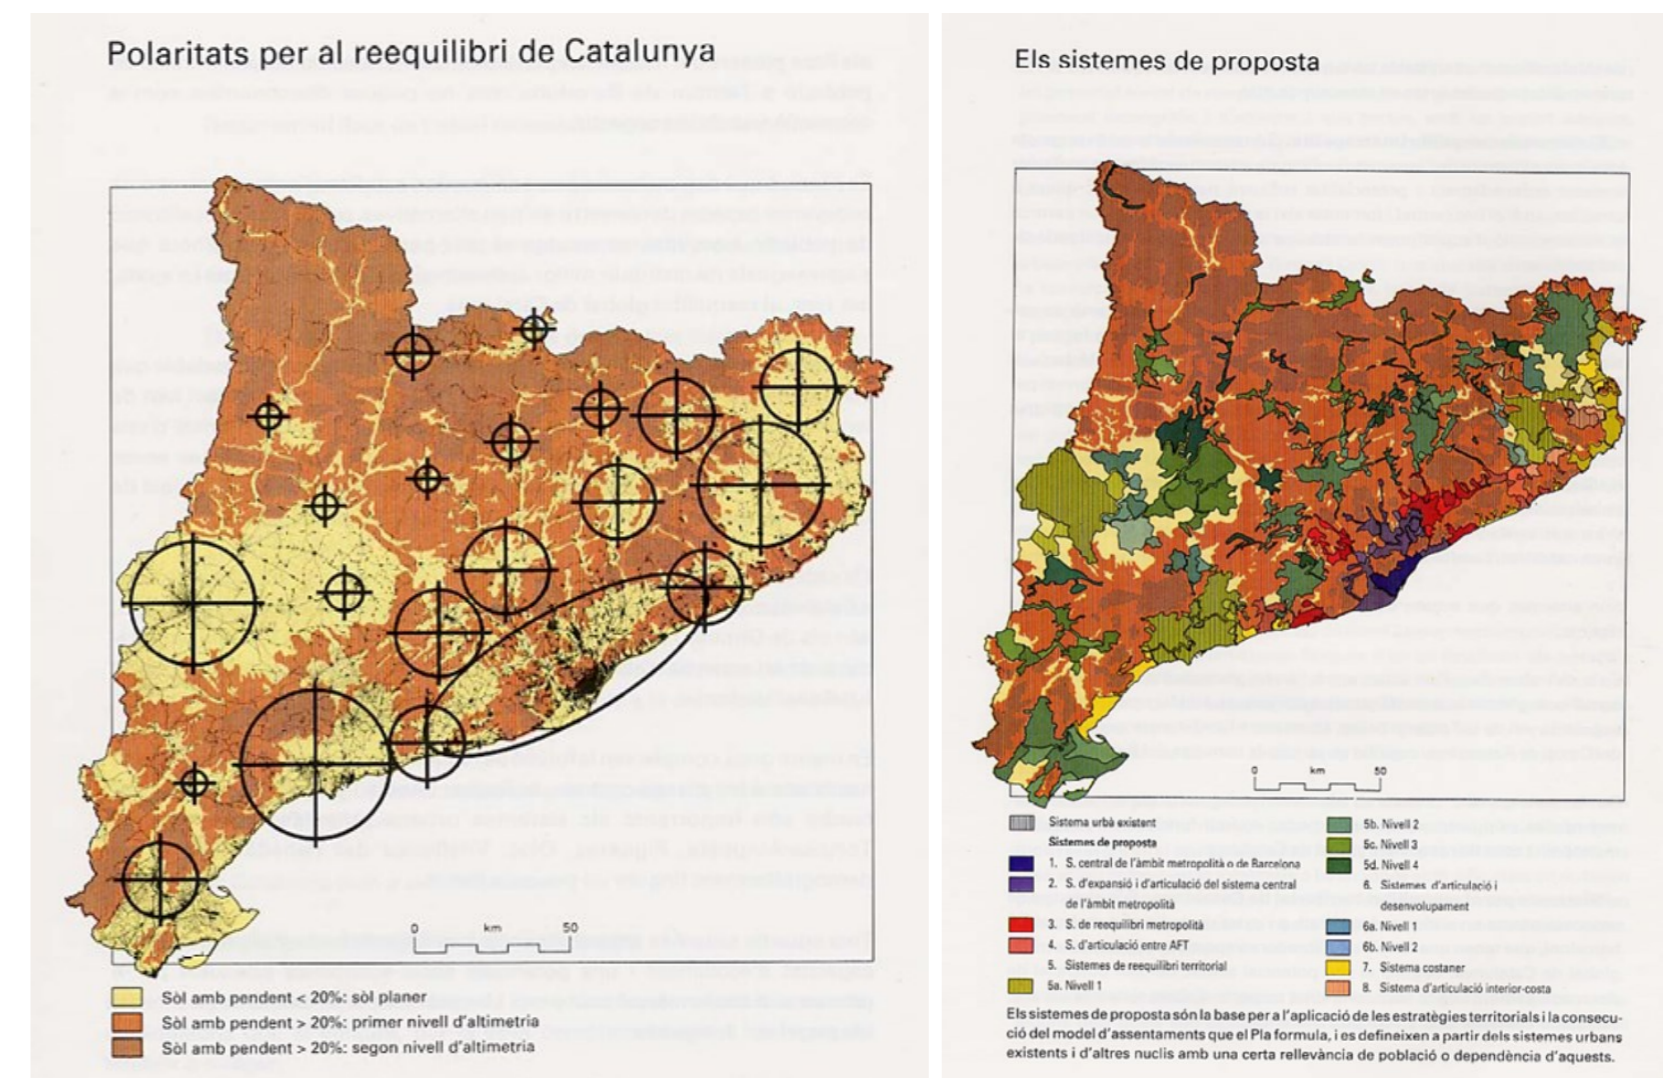 Polaritats per al reequilibri de Catalunya
0 km 50
Sòl amb pendent < 20%: sòl planer
Sòl amb pendent > 20%: primer nivell d'altimetria
Sòl amb pendent > 20%: segon nivell d'altimetria
Els sistemes de proposta
0 km 50
Sistema urbà existent
Sistemes de proposta
1. S. central de l'àmbit metropolità o de Barcelona
2. S. d'expansió i d'articulació del sistema central
de l'àmbit metropolità
3. S. de reequilibri metropolità
4. S. d'articulació entre AFT
5. Sistemes de reequilibri territorial
5a. Nivell 1
5b. Nivell 2
5c. Nivell 3
5d. Nivell 4
6. Sistemes d'articulació i
desenvolupament
6a. Nivell 1
6b. Nivell 2
7. Sistema costaner
8. Sistema d'articulació interior-costa
Els sistemes de proposta són la base per a l'aplicació de les estratègies territorials i la consecu-
ció del model d'assentaments que el Pla formula, i es defineixen a partir dels sistemes urbans
existents i d'altres nuclis amb una certa rellevància de població o dependència d'aquests.